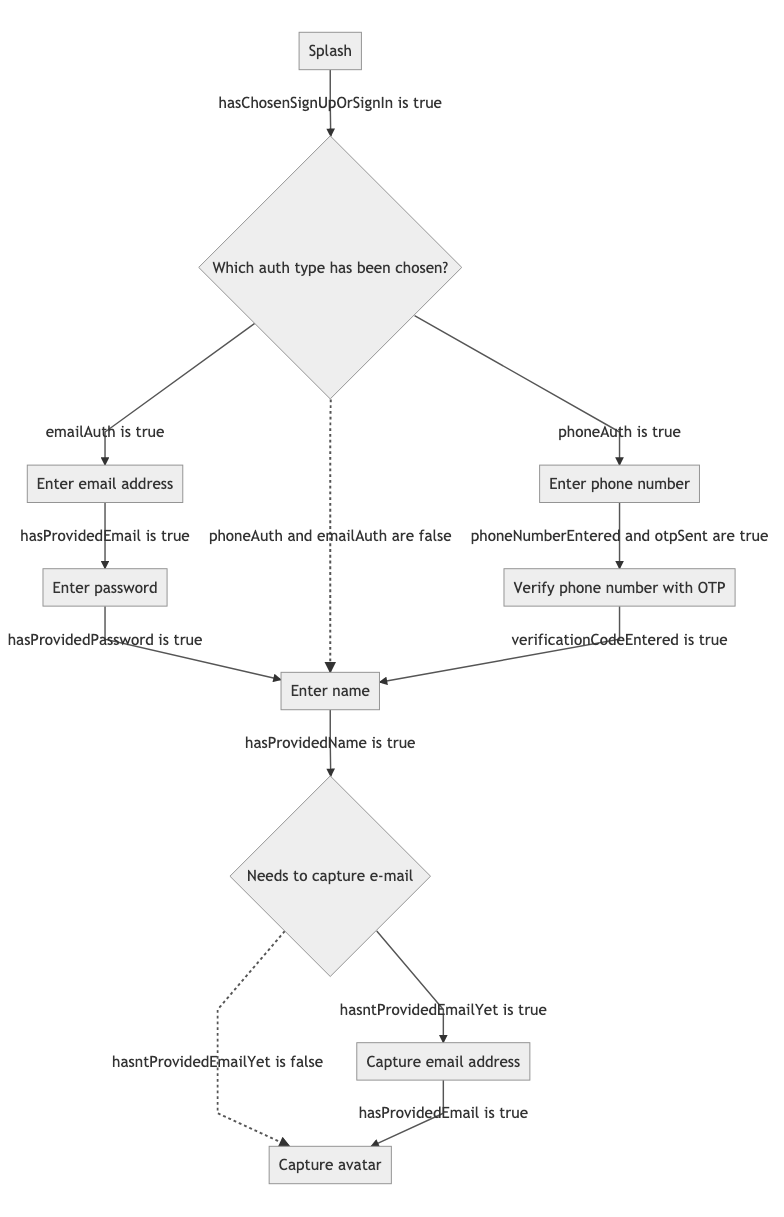 Splash
hasChosenSignUpOrSignIn is true
Which auth type has been chosen?
emailAuth is true
phoneAuth is true
Enter email address
Enter phone number
hasProvidedEmail is true
phoneAuth and emailAuth are false
phoneNumberEntered and otpSent are true
Enter password
Verify phone number with OTP
hasProvidedPassword is true
verificationCodeEntered is true
Enter name
hasProvidedName is true
Needs to capture e-mail
hasntProvidedEmailYet is true
hasntProvidedEmailYet is false
Capture email address
hasProvidedEmail is true
Capture avatar